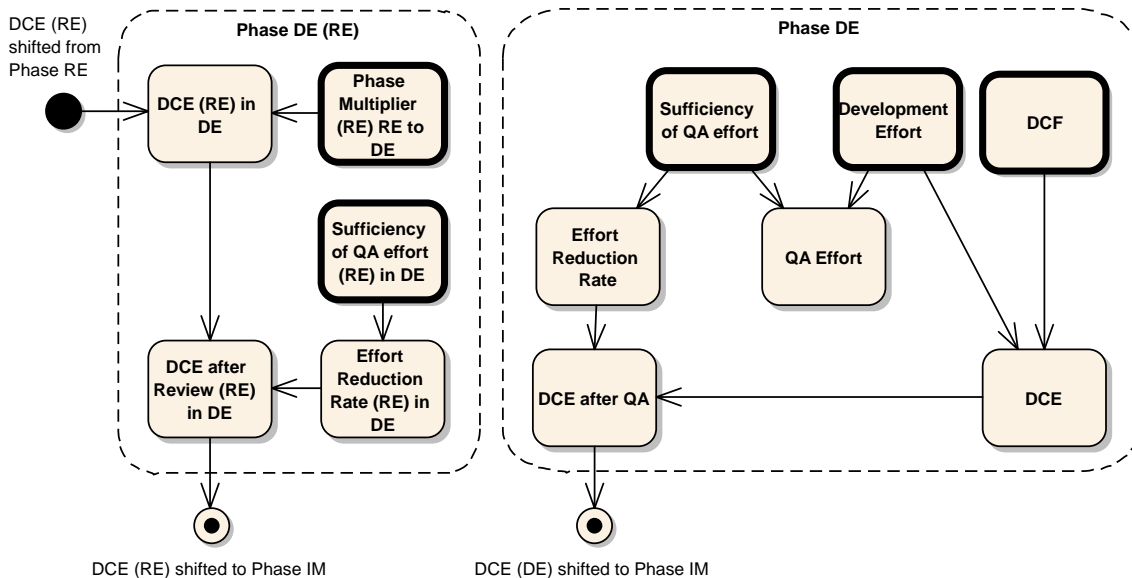 DCE (RE)
shifted from
Phase RE
Phase DE (RE)
DCE (RE) in
DE
Phase
Multiplier
(RE) RE to
DE
Sufficiency
of QA effort
(RE) in DE
DCE after
Review (RE)
in DE
Effort
Reduction
Rate (RE) in
DE
DCE (RE) shifted to Phase IM
Phase DE
Sufficiency
of QA effort
Development
Effort
DCF
Effort
Reduction
Rate
QA Effort
DCE after QA
DCE
DCE (DE) shifted to Phase IM